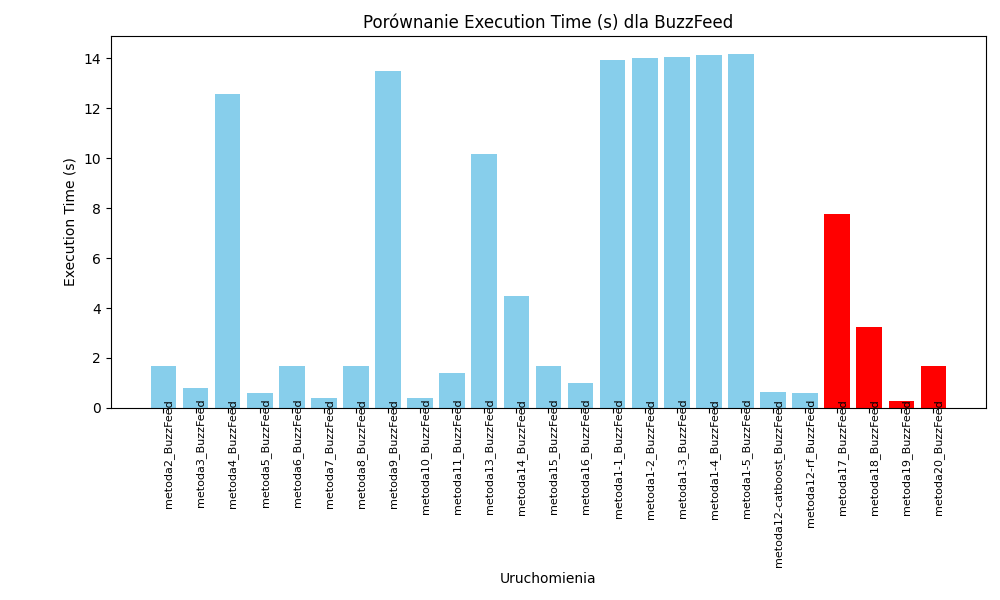 Porównanie Execution Time (s) dla BuzzFeed
Execution Time (s)
14
12
10
8
6
4
2
0
metoda2_BuzzFeed
metoda3_BuzzFeed
metoda4_BuzzFeed
metoda5_BuzzFeed
metoda6_BuzzFeed
metoda7_BuzzFeed
metoda8_BuzzFeed
metoda9_BuzzFeed
metoda10_BuzzFeed
metoda11_BuzzFeed
metoda13_BuzzFeed
metoda14_BuzzFeed
metoda15_BuzzFeed
metoda16_BuzzFeed
metoda1-1_BuzzFeed
metoda1-2_BuzzFeed
metoda1-3_BuzzFeed
metoda1-4_BuzzFeed
metoda1-5_BuzzFeed
metoda12-catboost_BuzzFeed
metoda12-rf_BuzzFeed
metoda17_BuzzFeed
metoda18_BuzzFeed
metoda19_BuzzFeed
metoda20_BuzzFeed
Uruchomienia